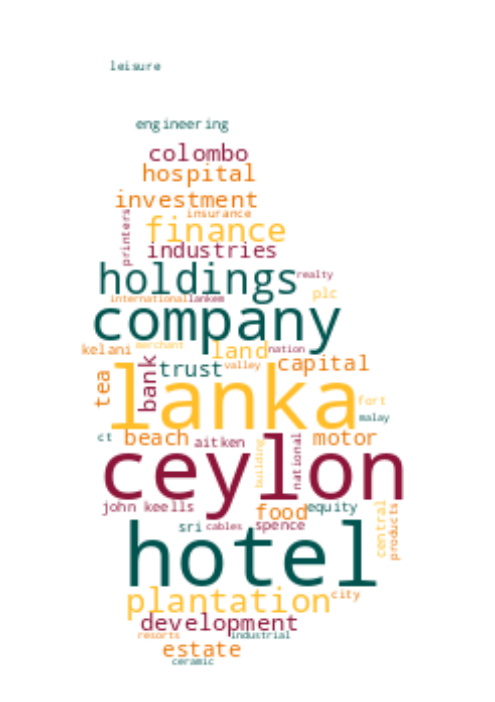 leisure
engineering
colombo
hospital
investment
insurance
printers
finance
industries
holdings
realty
international
lankem
plc
company
kelani
merchant
land
nation
bank
trust
valley
capital
tea
lanka
fort
malay
ct
beach
aitken
building
national
motor
ceylon
john keells
food
equity
sri
cables
spence
central
products
hotel
plantation
city
development
resorts
industrial
estate
ceramic